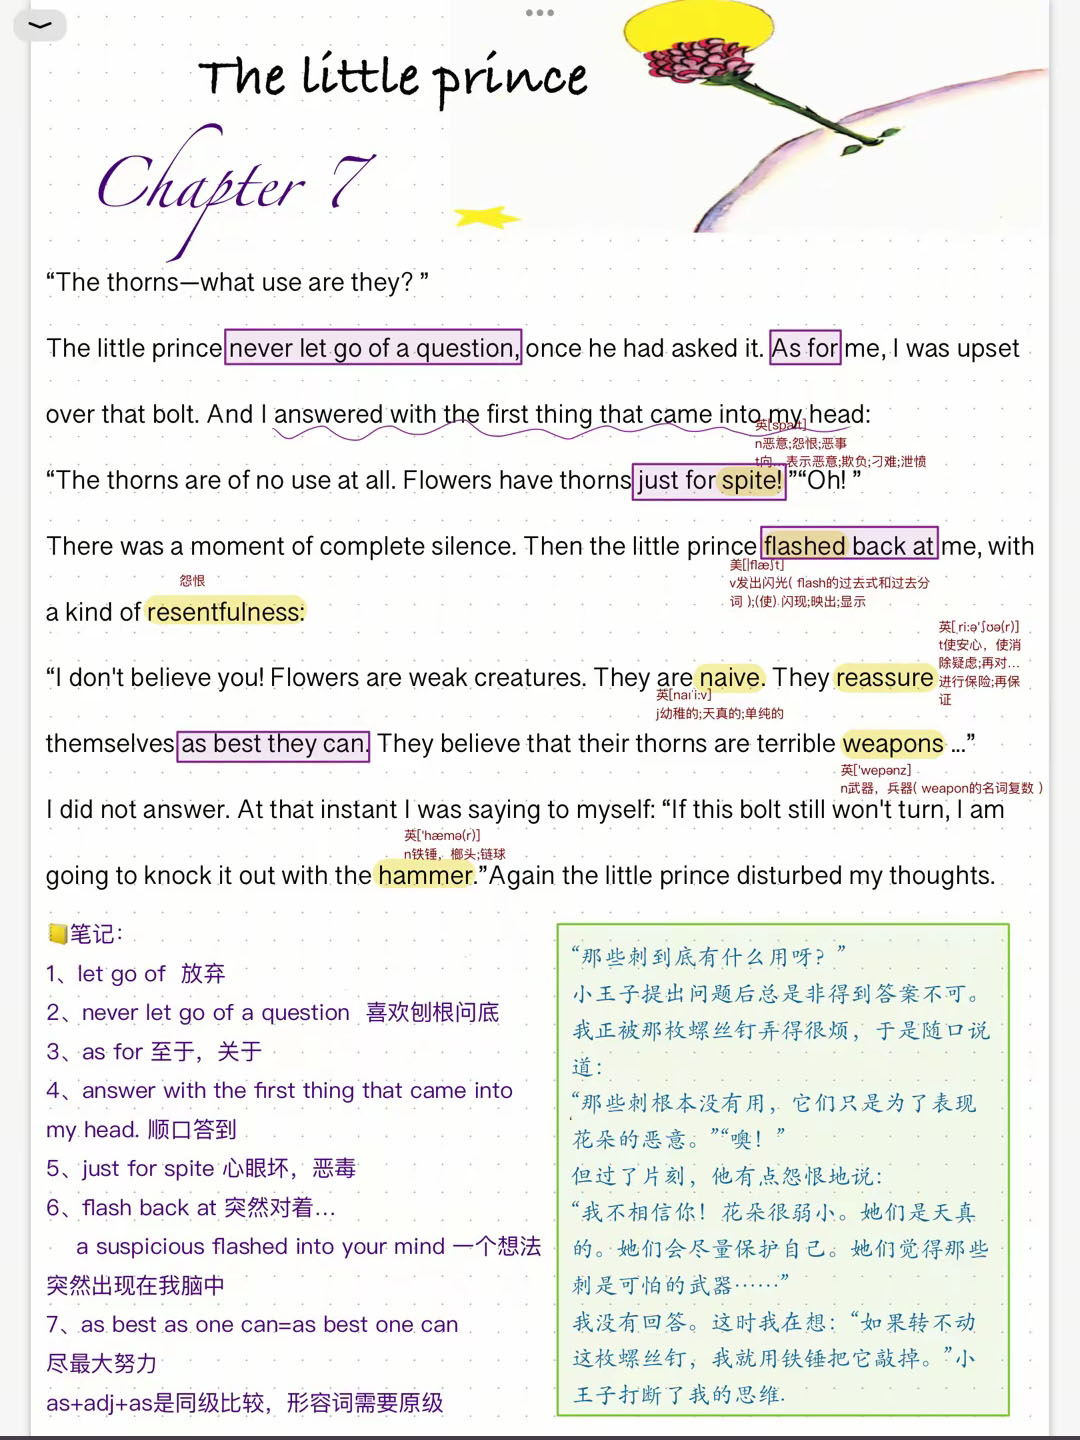 The little prince
Chapter 7
“The thorns—what use are they? ”
The little prince never let go of a question, once he had asked it. As for me, I was upset
over that bolt. And I answered with the first thing that came into my head:
英[spaɪt]
n恶意;怨恨;恶事
t向...表示恶意;欺负;刁难;泄愤
“The thorns are of no use at all. Flowers have thorns just for spite! ”“Oh! ”
There was a moment of complete silence. Then the little prince flashed back at me, with
美[|flæʃt]
v发出闪光( flash的过去式和过去分
词 );(使) 闪现;映出;显示
怨恨
a kind of resentfulness:
英[ˌriːəˈʃʊə(r)]
t使安心，使消
除疑虑;再对...
进行保险;再保
证
“I don't believe you! Flowers are weak creatures. They are naive. They reassure
英[naɪˈiːv]
j幼稚的;天真的;单纯的
themselves as best they can. They believe that their thorns are terrible weapons ...”
英['wepənz]
n武器，兵器( weapon的名词复数 )
I did not answer. At that instant I was saying to myself: “If this bolt still won't turn, I am
英['hæmə(r)]
n铁锤，榔头;链球
going to knock it out with the hammer.”Again the little prince disturbed my thoughts.
笔记：
1、let go of 放弃
2、never let go of a question 喜欢刨根问底
3、as for 至于，关于
4、answer with the first thing that came into
my head. 顺口答到
5、just for spite 心眼坏，恶毒
6、flash back at 突然对着...
a suspicious flashed into your mind 一个想法
突然出现在我脑中
7、as best as one can=as best one can
尽最大努力
as+adj+as是同级比较，形容词需要原级
“那些刺到底有什么用呀？”
小王子提出问题后总是非得到答案不可。
我正被那枚螺丝钉弄得很烦，于是随口说
道：
“那些刺根本没有用，它们只是为了表现
花朵的恶意。”“噢！”
但过了片刻，他有点怨恨地说：
“我不相信你！花朵很弱小。她们是天真
的。她们会尽量保护自己。她们觉得那些
刺是可怕的武器……”
我没有回答。这时我在想：“如果转不动
这枚螺丝钉，我就用铁锤把它敲掉。”小
王子打断了我的思维.